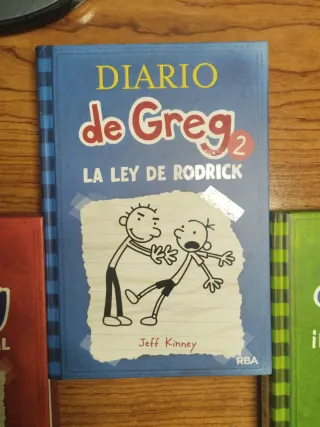 DIARIO
de Greg 2
LA LEY DE RODRICK
Jeff Kinney
RBA